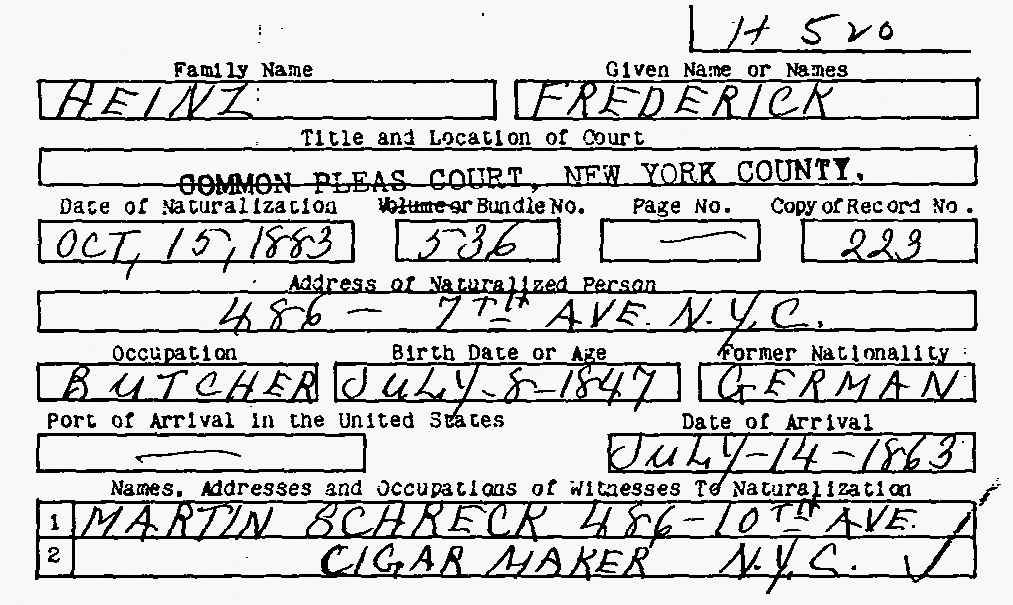 H 520
Family Name Given Name or Names
HEINZ FREDERICK
Title and Location of Court
COMMON PLEAS COURT, NEW YORK COUNTY.
Date of Naturalization Volume or Bundle No. Page No. Copy of Record No.
OCT, 15, 1883 536 — 223
Address of Naturalized Person
486 — 7TH AVE. N.Y.C.
Occupation Birth Date or Age Former Nationality
BUTCHER JULY-8-1847 GERMAN
Port of Arrival in the United States Date of Arrival
— JULY-14-1863
Names, Addresses and Occupations of Witnesses To Naturalization
1 MARTIN SCHRECK 486-10TH AVE.
2 CIGAR MAKER N.Y.C. ✓